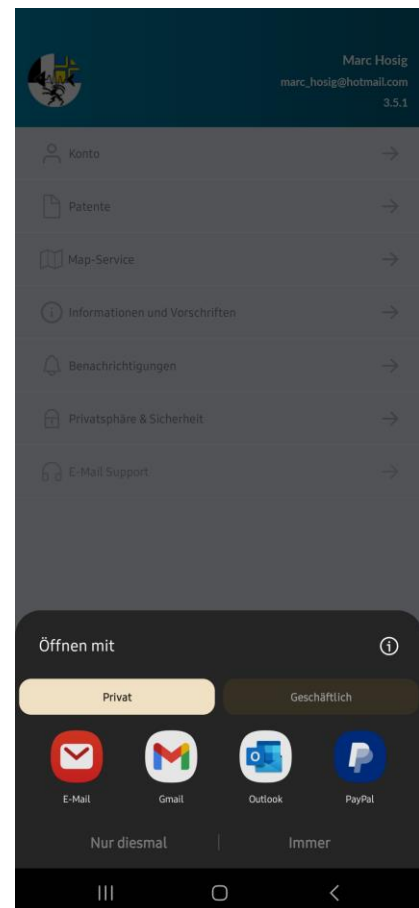 Marc Hosig
marc_hosig@hotmail.com
3.5.1
Konto
Patente
Map-Service
Informationen und Vorschriften
Benachrichtigungen
Privatsphäre & Sicherheit
E-Mail Support
Öffnen mit
Privat
Geschäftlich
E-Mail
Gmail
Outlook
PayPal
Nur diesmal
Immer